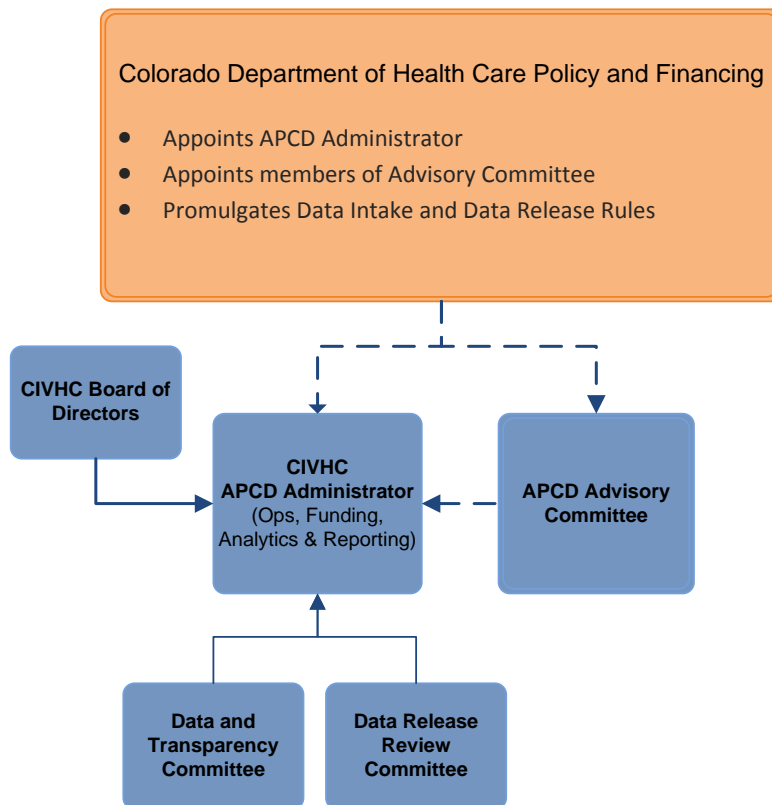 Colorado Department of Health Care Policy and Financing
• Appoints APCD Administrator
• Appoints members of Advisory Committee
• Promulgates Data Intake and Data Release Rules
CIVHC Board of
Directors
CIVHC
APCD Administrator
(Ops, Funding,
Analytics & Reporting)
APCD Advisory
Committee
Data and
Transparency
Committee
Data Release
Review
Committee